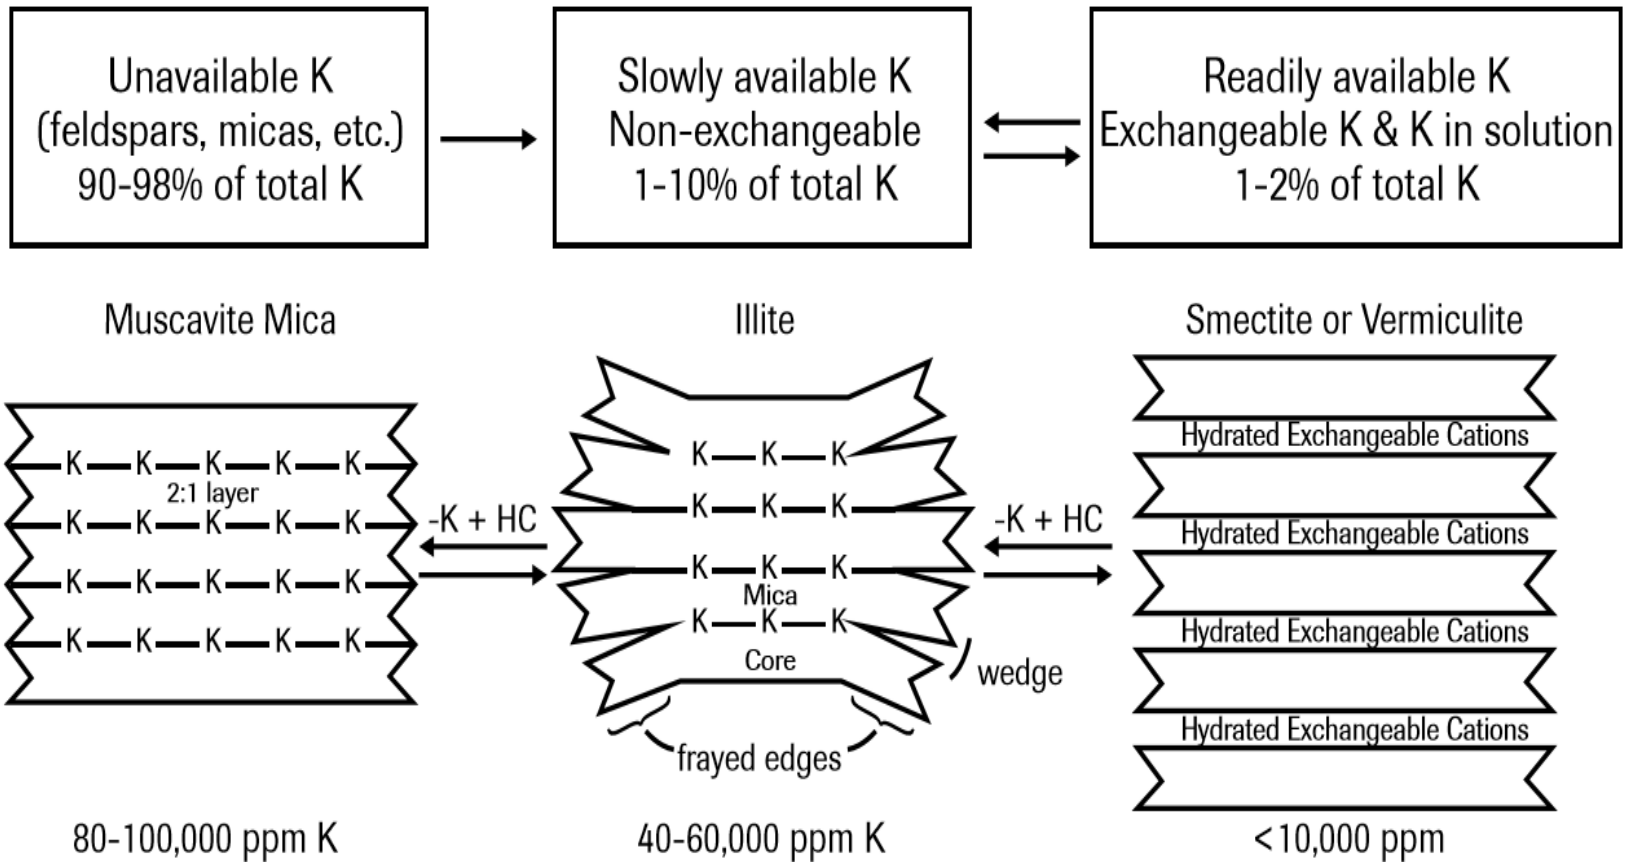 Unavailable K
(feldspars, micas, etc.)
90-98% of total K
Slowly available K
Non-exchangeable
1-10% of total K
Readily available K
Exchangeable K & K in solution
1-2% of total K
Muscavite Mica
K K K K K
2:1 layer
K K K K K
K K K K K
K K K K K
80-100,000 ppm K
-K + HC
Illite
K K K
K K K
K K K
Mica
K K K
Core
wedge
frayed edges
40-60,000 ppm K
-K + HC
Smectite or Vermiculite
Hydrated Exchangeable Cations
Hydrated Exchangeable Cations
Hydrated Exchangeable Cations
Hydrated Exchangeable Cations
<10,000 ppm